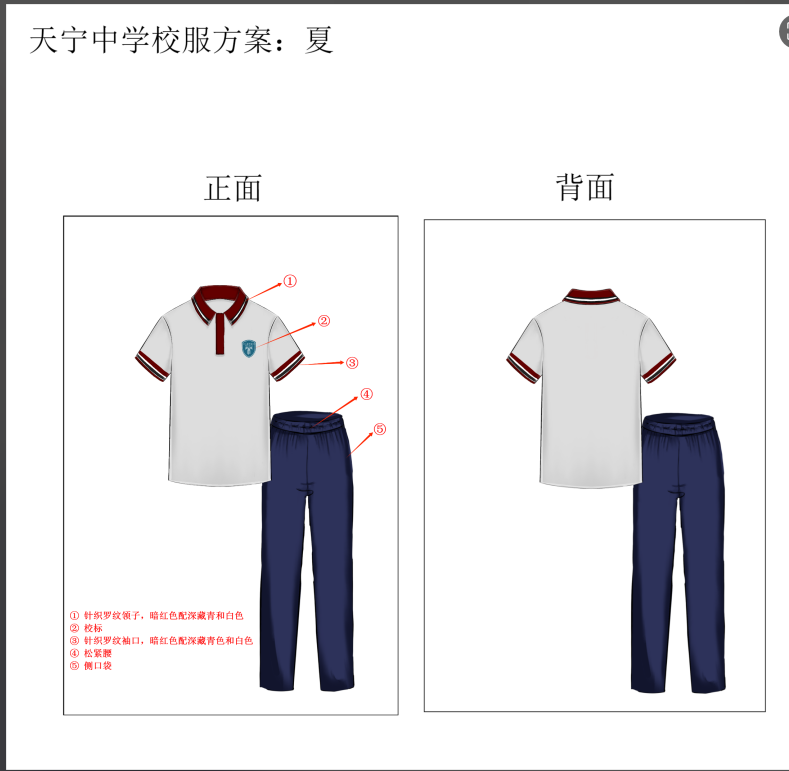 天宁中学校服方案：夏
正面
背面
①
②
③
④
⑤
① 针织罗纹领子，暗红色配深藏青和白色
② 校标
③ 针织罗纹袖口，暗红色配深藏青色和白色
④ 松紧腰
⑤ 侧口袋